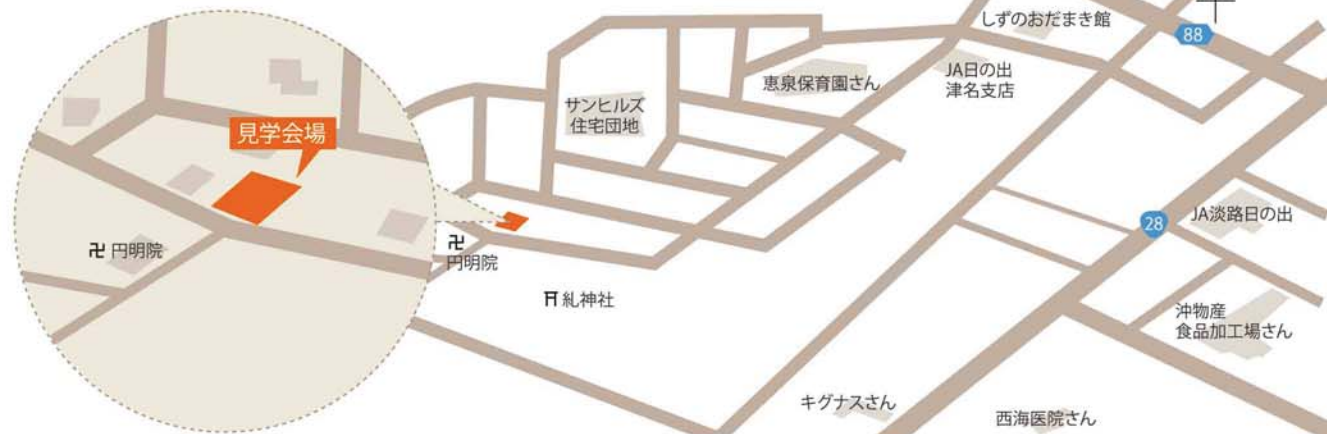 見学会場
卍 円明院
卍
円明院
⛩ 糺神社
サンヒルズ
住宅団地
恵泉保育園さん
JA日の出
津名支店
しずのおだまき館
88
28
JA淡路日の出
沖物産
食品加工場さん
キグナスさん
西海医院さん